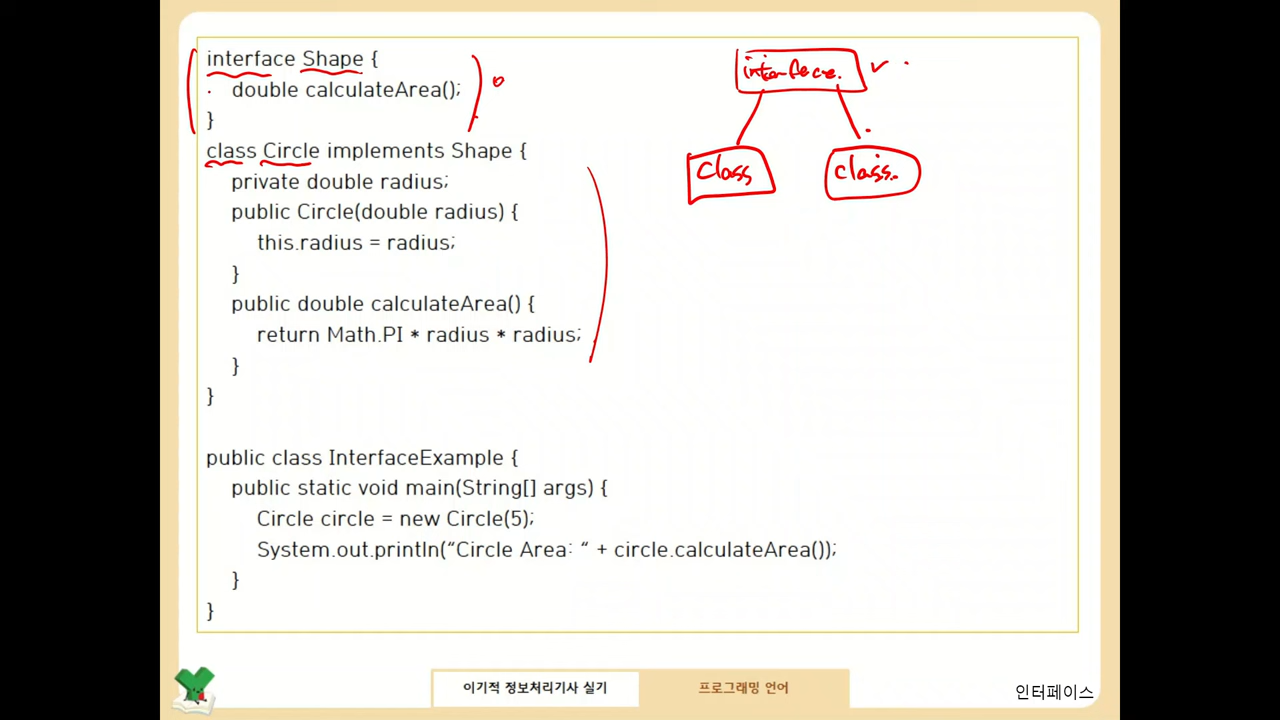 interface Shape {
double calculateArea();
}
class Circle implements Shape {
private double radius;
public Circle(double radius) {
this.radius = radius;
}
public double calculateArea() {
return Math.PI * radius * radius;
}
}
public class InterfaceExample {
public static void main(String[] args) {
Circle circle = new Circle(5);
System.out.println(“Circle Area: “ + circle.calculateArea());
}
}
interface.
class
class.
이기적 정보처리기사 실기
프로그래밍 언어
인터페이스